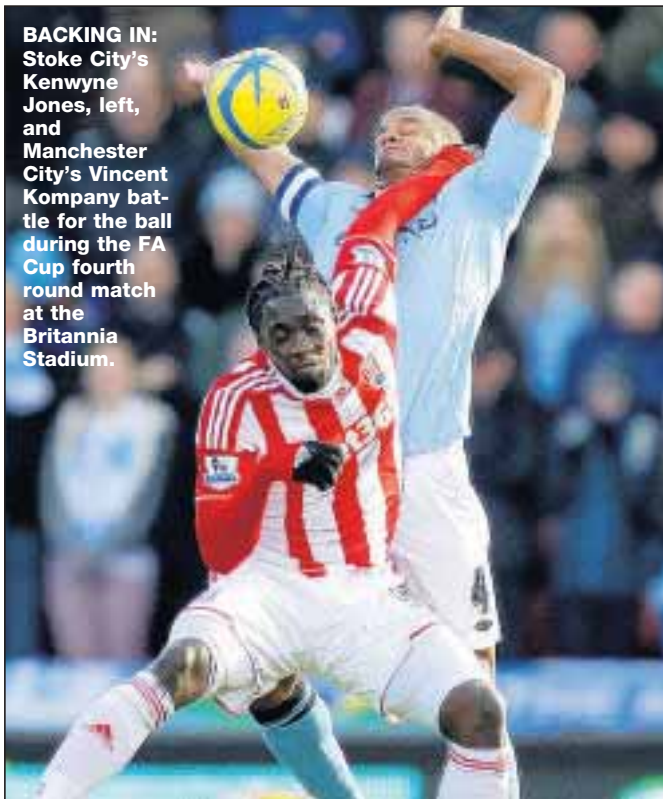 BACKING IN:
Stoke City's
Kenwyne
Jones, left,
and
Manchester
City's Vincent
Kompany bat-
tle for the ball
during the FA
Cup fourth
round match
at the
Britannia
Stadium.
4